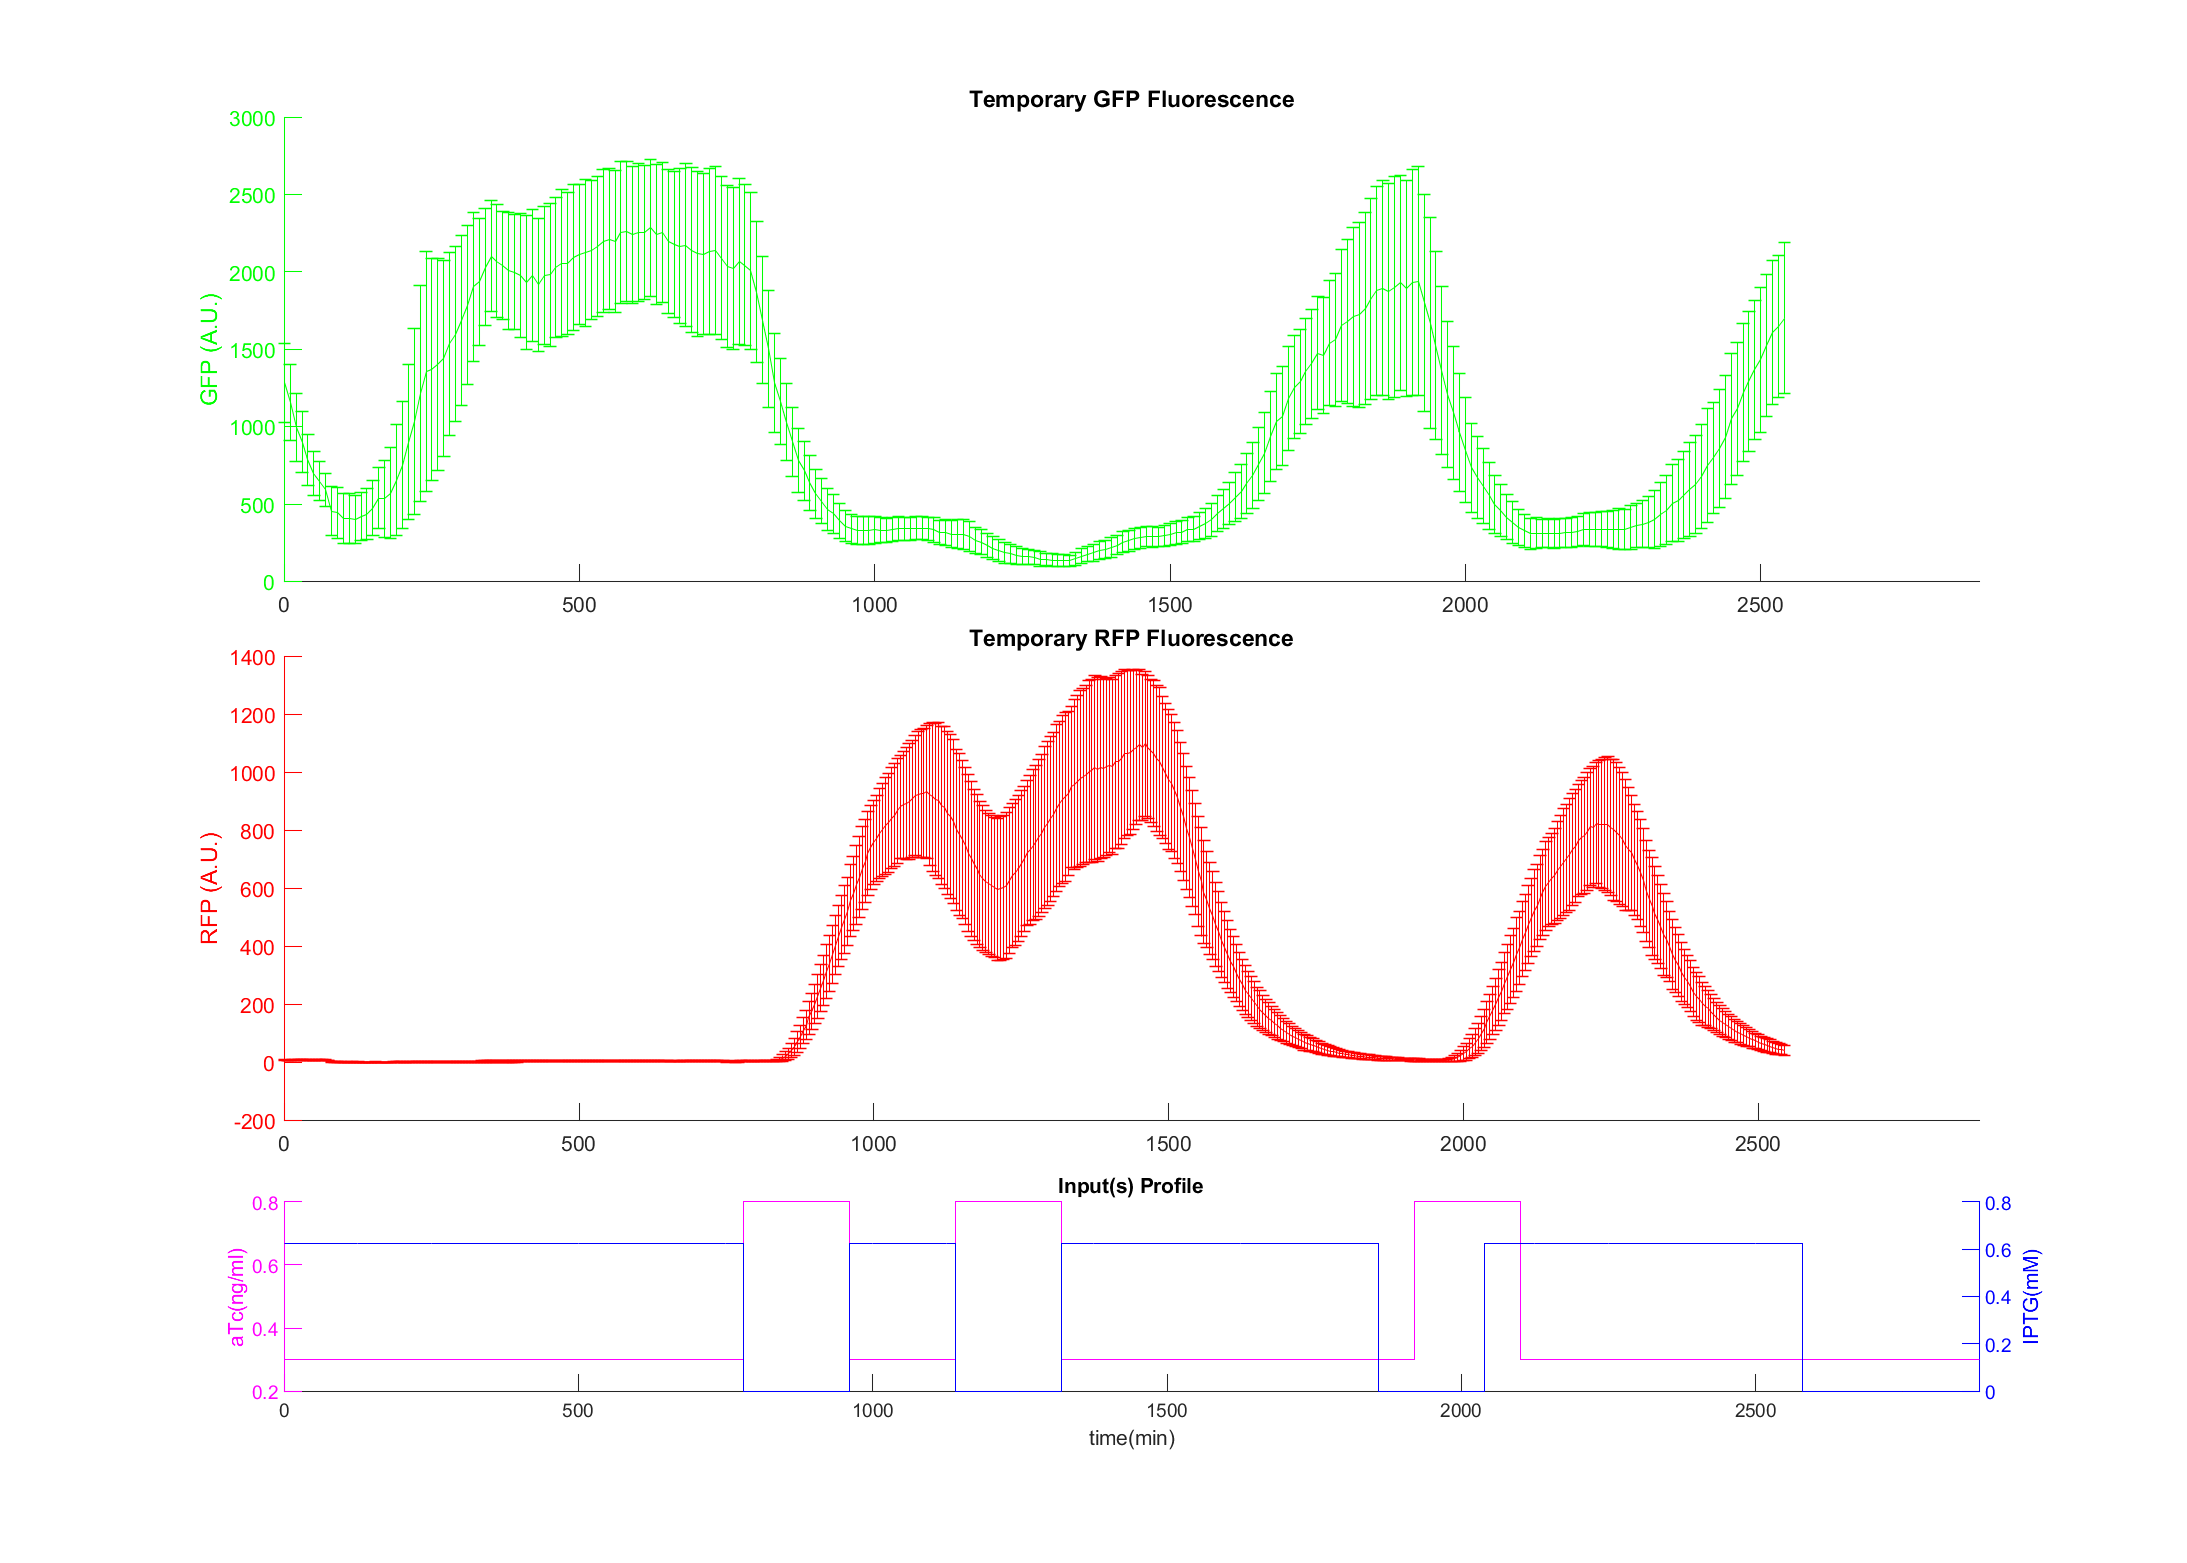 Temporary GFP Fluorescence
3000
2500
2000
1500
1000
500
0
GFP (A.U.)
0 500 1000 1500 2000 2500
Temporary RFP Fluorescence
1400
1200
1000
800
600
400
200
0
-200
RFP (A.U.)
0 500 1000 1500 2000 2500
Input(s) Profile
0.8
0.6
0.4
0.2
aTc(ng/ml)
0.8
0.6
0.4
0.2
0
IPTG(mM)
0 500 1000 1500 2000 2500
time(min)